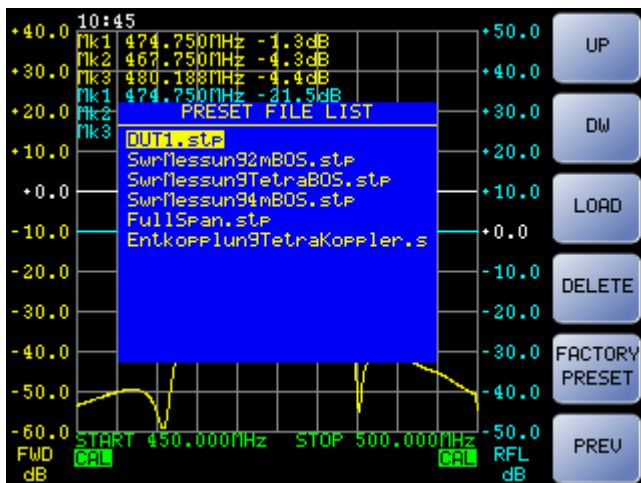 10:45
Mk1 474.750MHz -1.3dB
Mk2 467.750MHz -4.3dB
Mk3 480.188MHz -4.4dB
Mk1 474.750MHz -21.5dB
Mk2
Mk3
PRESET FILE LIST
DUT1.stp
SwrMessung2mBOS.stp
SwrMessungTetraBOS.stp
SwrMessung4mBOS.stp
FullSpan.stp
EntkopplungTetraKoppler.s
+40.0
+30.0
+20.0
+10.0
+0.0
-10.0
-20.0
-30.0
-40.0
-50.0
-60.0
FWD
dB
+50.0
+40.0
+30.0
+20.0
+10.0
+0.0
-10.0
-20.0
-30.0
-40.0
-50.0
RFL
dB
START 450.000MHz STOP 500.000MHz
CAL
CAL
UP
DW
LOAD
DELETE
FACTORY
PRESET
PREV